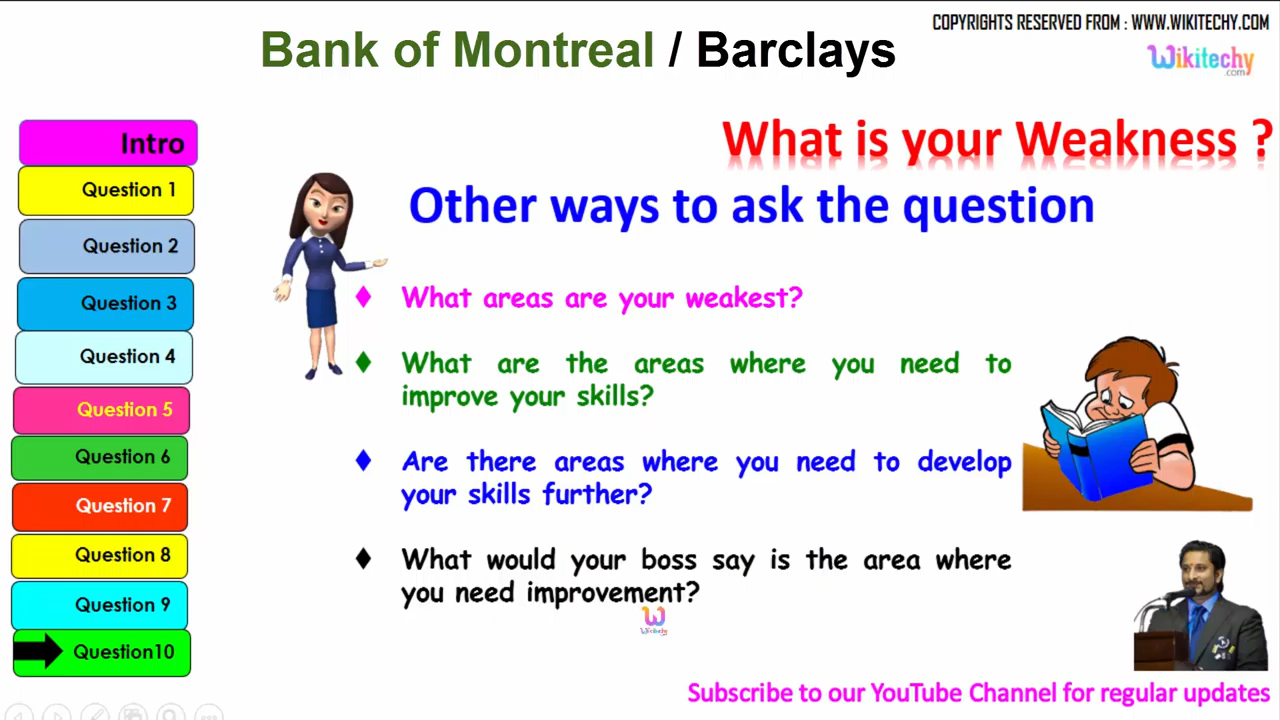 COPYRIGHTS RESERVED FROM : WWW.WIKITECHY.COM
Bank of Montreal / Barclays
Wikitechy
.com
Intro
Question 1
Question 2
Question 3
Question 4
Question 5
Question 6
Question 7
Question 8
Question 9
Question10
What is your Weakness ?
Other ways to ask the question
What areas are your weakest?
What are the areas where you need to
improve your skills?
Are there areas where you need to develop
your skills further?
What would your boss say is the area where
you need improvement?
W
Wikitechy
Subscribe to our YouTube Channel for regular updates